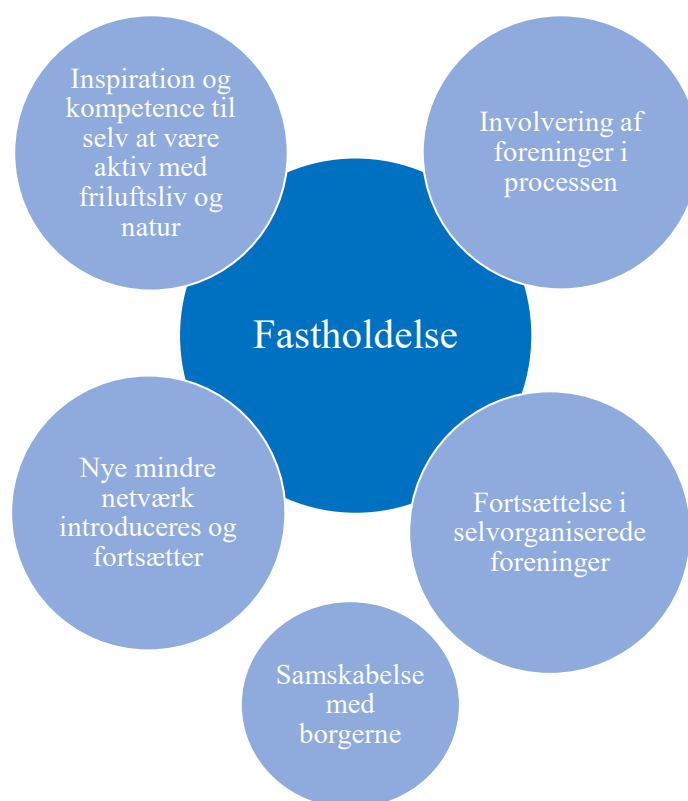 Inspiration og
kompetence til
selv at være
aktiv med
friluftsliv og
natur
Involvering af
foreninger i
processen
Fastholdelse
Nye mindre
netværk
introduceres og
fortsætter
Fortsættelse i
selvorganiserede
foreninger
Samskabelse
med
borgerne